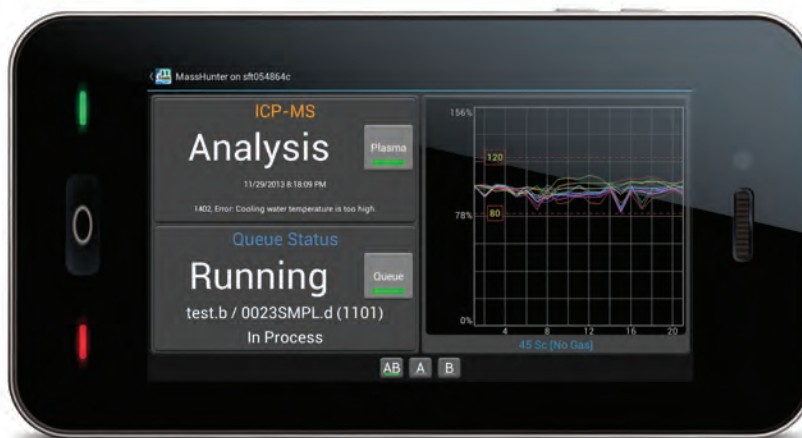 MassHunter on sft054864c
ICP-MS
Analysis
Plasma
11/29/2013 8:18:09 PM
1402, Error: Cooling water temperature is too high
Queue Status
Running
Queue
test.b / 0023SMPL.d (1101)
In Process
156%
120
78%
80
0%
4 8 12 16 20
45 Sc [No Gas]
AB A B